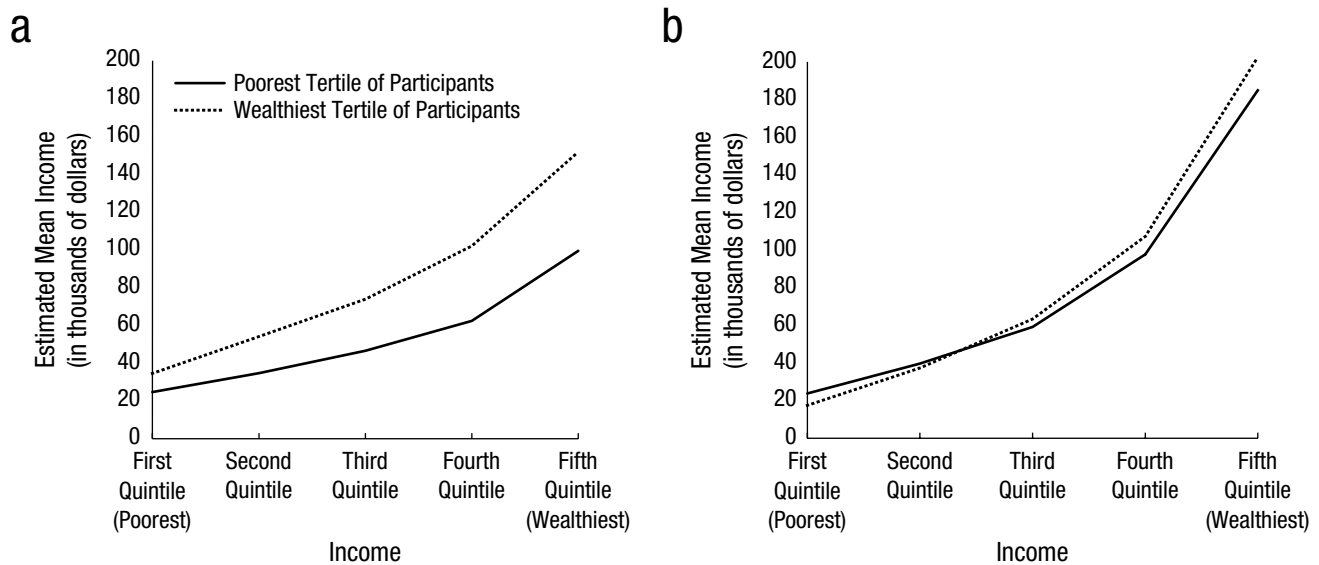 a
Estimated Mean Income
(in thousands of dollars)
200
180
160
140
120
100
80
60
40
20
0
Poorest Tertile of Participants
Wealthiest Tertile of Participants
First
Quintile
(Poorest)
Second
Quintile
Third
Quintile
Fourth
Quintile
Fifth
Quintile
(Wealthiest)
Income
b
Estimated Mean Income
(in thousands of dollars)
200
180
160
140
120
100
80
60
40
20
0
First
Quintile
(Poorest)
Second
Quintile
Third
Quintile
Fourth
Quintile
Fifth
Quintile
(Wealthiest)
Income